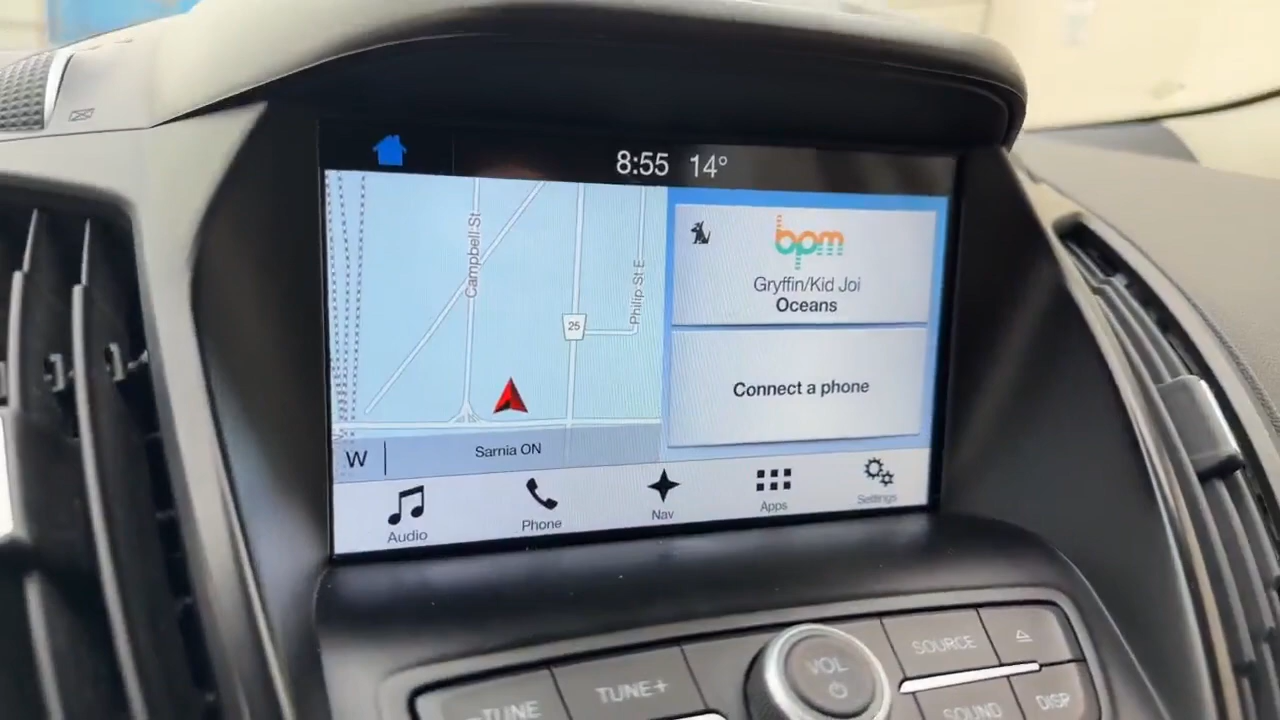 8:55 14°
Campbell St
Philip St E
25
W
Sarnia ON
bpm
Gryffin/Kid Joi
Oceans
Connect a phone
Audio
Phone
Nav
Apps
Settings
-TUNE
TUNE+
VOL
SOURCE
SOUND
DISP